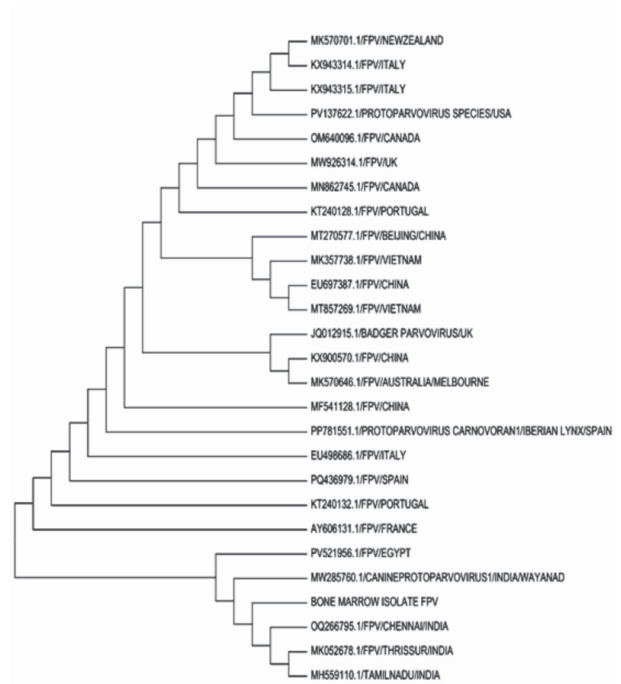 MK570701.1/FPV/NEWZEALAND
KX943314.1/FPV/ITALY
KX943315.1/FPV/ITALY
PV137622.1/PROTOPARVOVIRUS SPECIES/USA
OM640096.1/FPV/CANADA
MW926314.1/FPV/UK
MN862745.1/FPV/CANADA
KT240128.1/FPV/PORTUGAL
MT270577.1/FPV/BEIJING/CHINA
MK357738.1/FPV/VIETNAM
EU697387.1/FPV/CHINA
MT857269.1/FPV/VIETNAM
JQ012915.1/BADGER PARVOVIRUS/UK
KX900570.1/FPV/CHINA
MK570646.1/FPV/AUSTRALIA/MELBOURNE
MF541128.1/FPV/CHINA
PP781551.1/PROTOPARVOVIRUS CARNOVORAN1/IBERIAN LYNX/SPAIN
EU498686.1/FPV/ITALY
PQ436979.1/FPV/SPAIN
KT240132.1/FPV/PORTUGAL
AY606131.1/FPV/FRANCE
PV521956.1/FPV/EGYPT
MW285760.1/CANINEPROTOPARVOVIRUS1/INDIA/WAYANAD
BONE MARROW ISOLATE FPV
OQ266795.1/FPV/CHENNAI/INDIA
MK052678.1/FPV/THRISSUR/INDIA
MH559110.1/TAMILNADU/INDIA